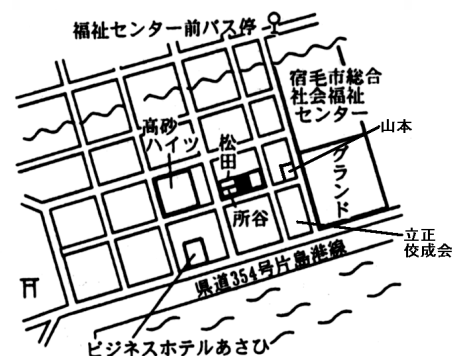 福祉センター前バス停
宿毛市総合
社会福祉
センター
山本
高砂
ハイツ
松田
グランド
所谷
立正
佼成会
県道354号片島港線
ビジネスホテルあさひ